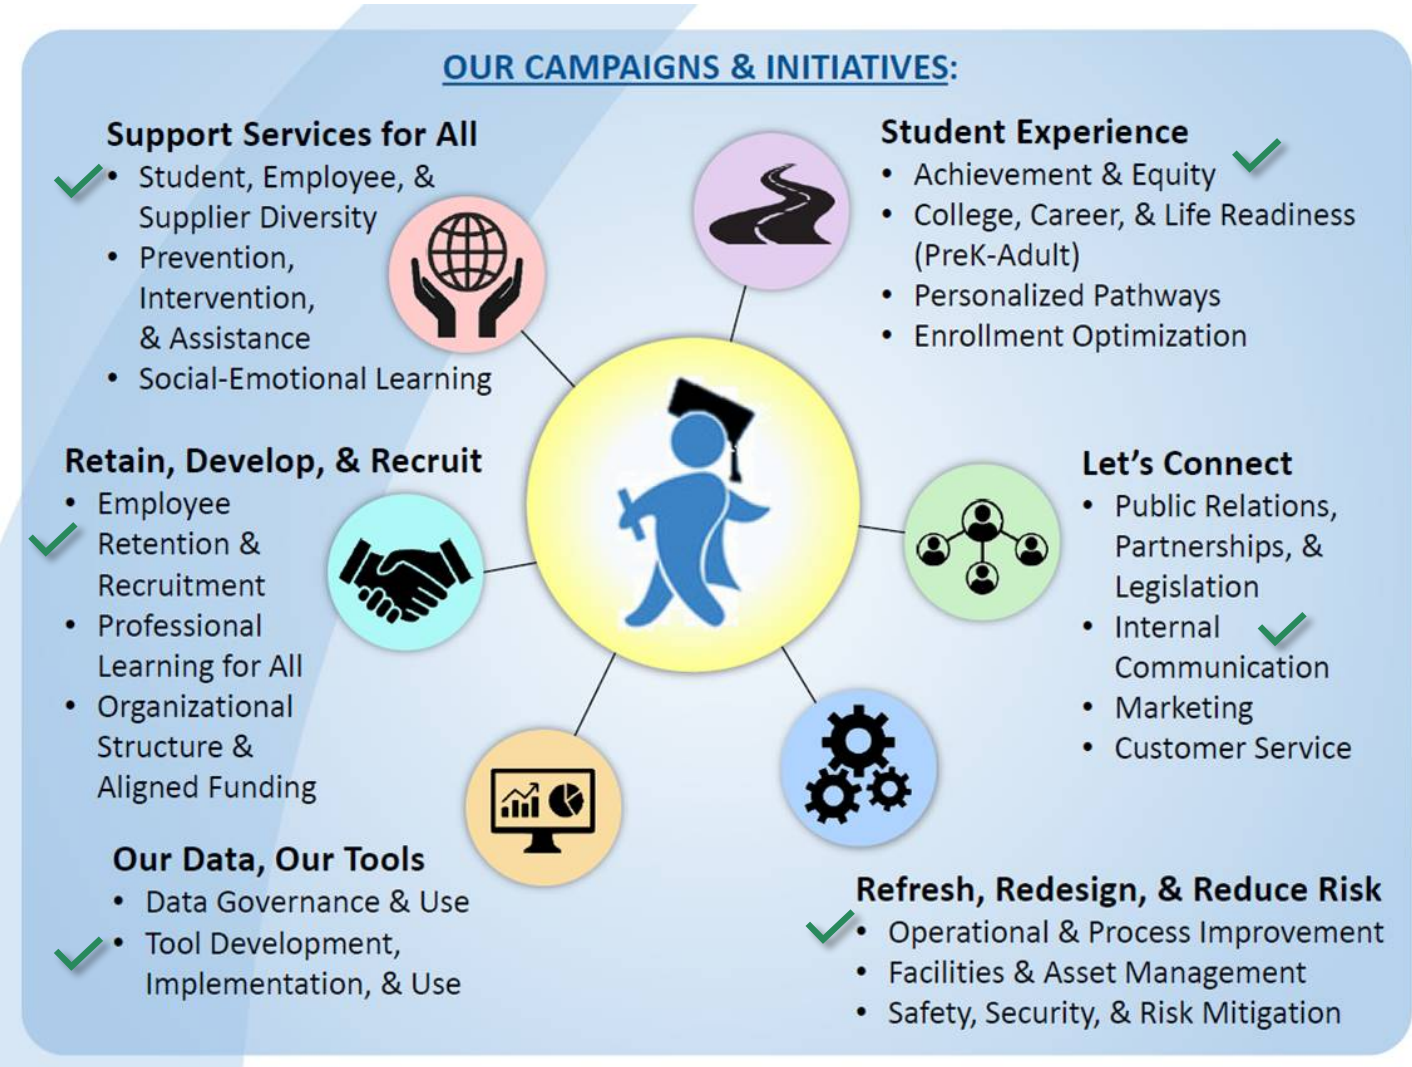 OUR CAMPAIGNS & INITIATIVES:
Support Services for All
• Student, Employee, &
Supplier Diversity
• Prevention,
Intervention,
& Assistance
• Social-Emotional Learning
Student Experience
• Achievement & Equity
• College, Career, & Life Readiness
(PreK-Adult)
• Personalized Pathways
• Enrollment Optimization
Retain, Develop, & Recruit
• Employee
Retention &
Recruitment
• Professional
Learning for All
• Organizational
Structure &
Aligned Funding
Let’s Connect
• Public Relations,
Partnerships, &
Legislation
• Internal
Communication
• Marketing
• Customer Service
Our Data, Our Tools
• Data Governance & Use
• Tool Development,
Implementation, & Use
Refresh, Redesign, & Reduce Risk
• Operational & Process Improvement
• Facilities & Asset Management
• Safety, Security, & Risk Mitigation